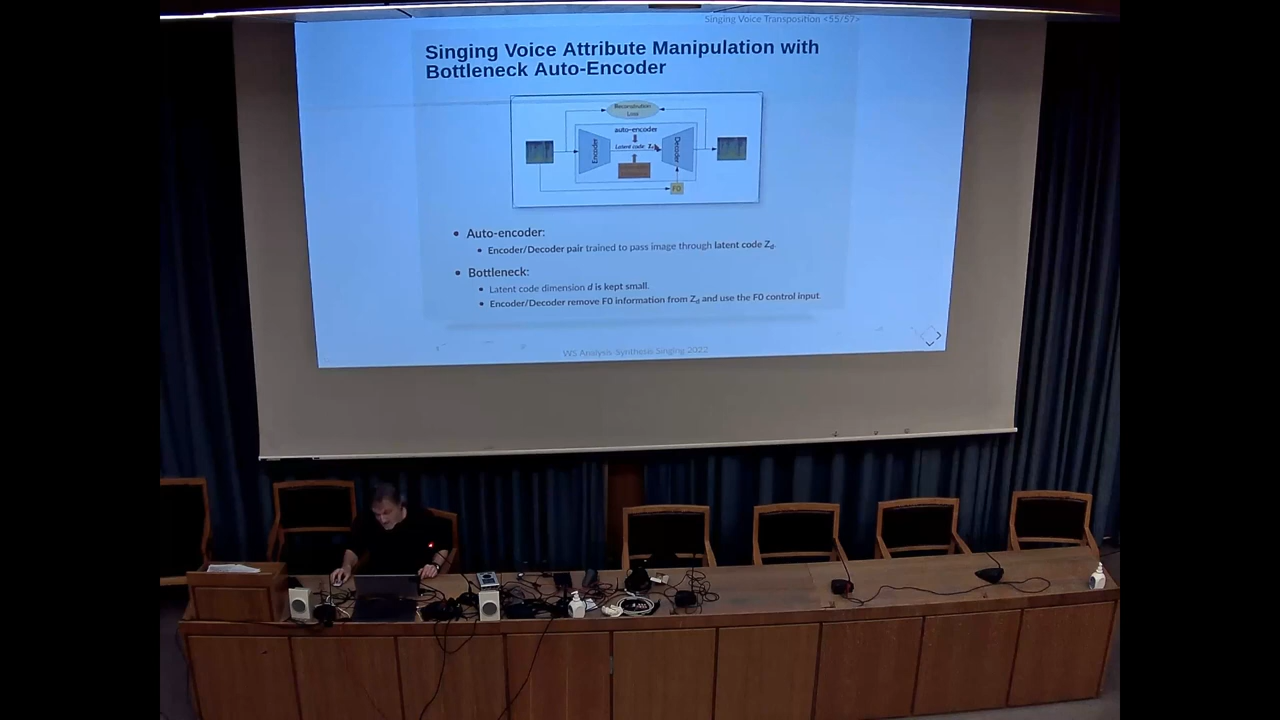 Singing Voice Transposition <55/57>
Singing Voice Attribute Manipulation with
Bottleneck Auto-Encoder
Reconstruction
Loss
auto-encoder
Encoder
Latent code
Decoder
F0
• Auto-encoder:
• Encoder/Decoder pair trained to pass image through latent code Zd.
• Bottleneck:
• Latent code dimension d is kept small.
• Encoder/Decoder remove F0 information from Zd and use the F0 control input
WS Analysis-Synthesis Singing 2022